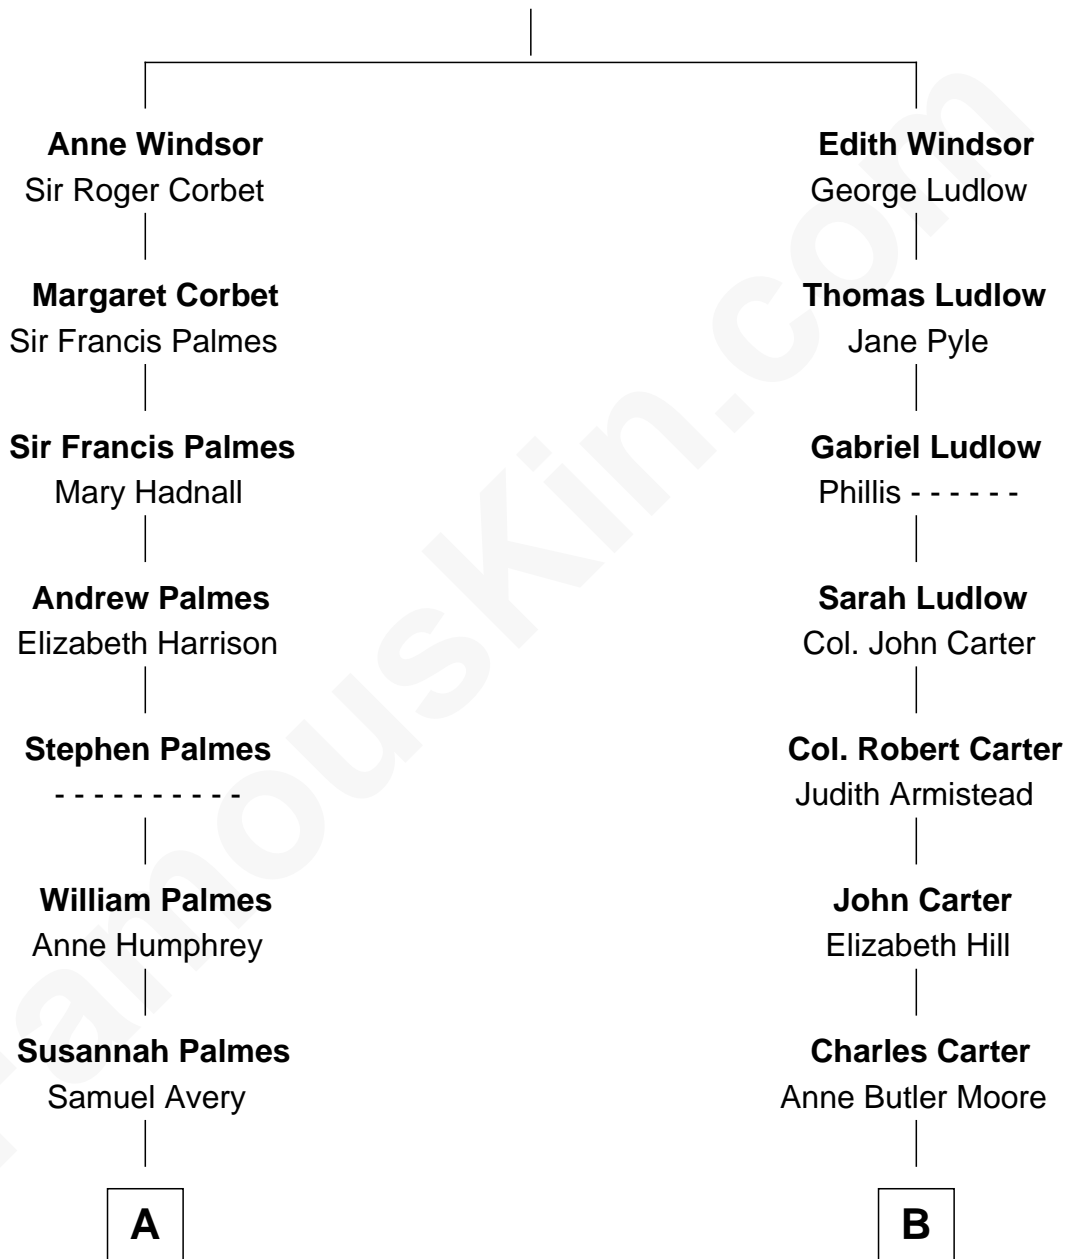 Anne Windsor
Sir Roger Corbet
Margaret Corbet
Sir Francis Palmes
Sir Francis Palmes
Mary Hadnall
Andrew Palmes
Elizabeth Harrison
Stephen Palmes
- - - - - - - - - -
William Palmes
Anne Humphrey
Susannah Palmes
Samuel Avery
A
Edith Windsor
George Ludlow
Thomas Ludlow
Jane Pyle
Gabriel Ludlow
Phillis - - - - - -
Sarah Ludlow
Col. John Carter
Col. Robert Carter
Judith Armistead
John Carter
Elizabeth Hill
Charles Carter
Anne Butler Moore
B
FamousKin.com